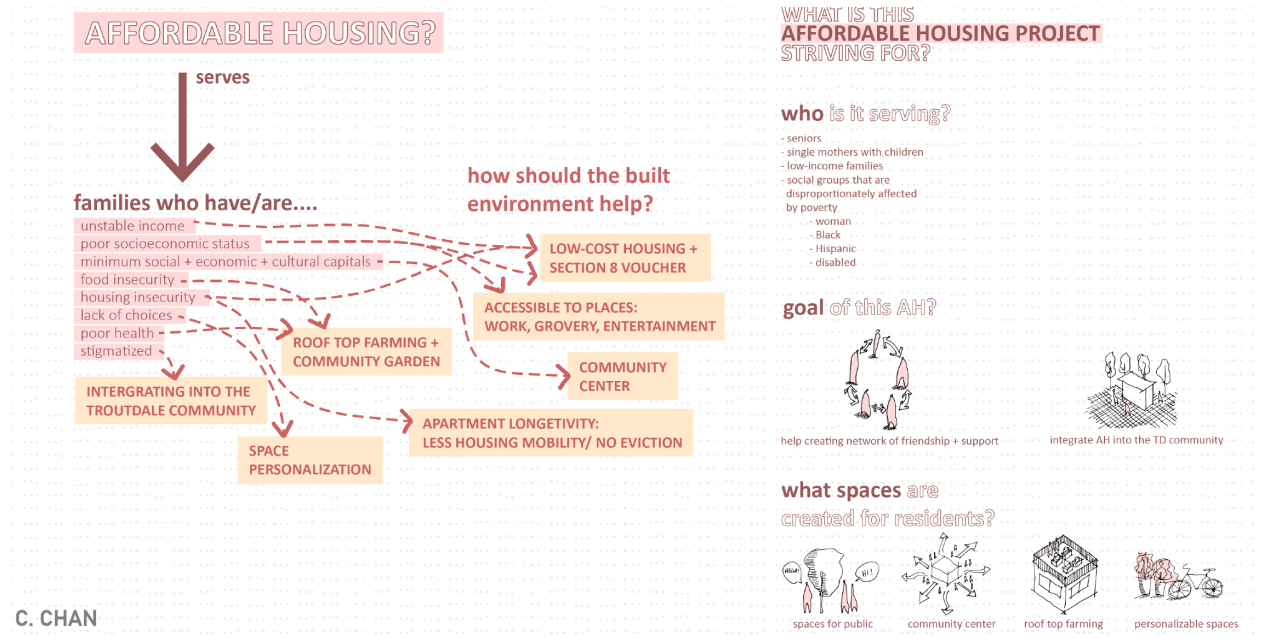 AFFORDABLE HOUSING?
serves
families who have/are....
unstable income
poor socioeconomic status
minimum social + economic + cultural capitals
food insecurity
housing insecurity
lack of choices
poor health
stigmatized
how should the built
environment help?
LOW-COST HOUSING +
SECTION 8 VOUCHER
ACCESSIBLE TO PLACES:
WORK, GROVERY, ENTERTAINMENT
ROOF TOP FARMING +
COMMUNITY GARDEN
COMMUNITY
CENTER
INTERGRATING INTO THE
TROUTDALE COMMUNITY
APARTMENT LONGETIVITY:
LESS HOUSING MOBILITY/ NO EVICTION
SPACE
PERSONALIZATION
C. CHAN
WHAT IS THIS
AFFORDABLE HOUSING PROJECT
STRIVING FOR?
who is it serving?
- seniors
- single mothers with children
- low-income families
- social groups that are
disproportionately affected
by poverty
- woman
- Black
- Hispanic
- disabled
goal of this AH?
help creating network of friendship + support
integrate AH into the TD community
what spaces are
created for residents?
HELLO!
HI!
spaces for public
community center
roof top farming
personalizable spaces